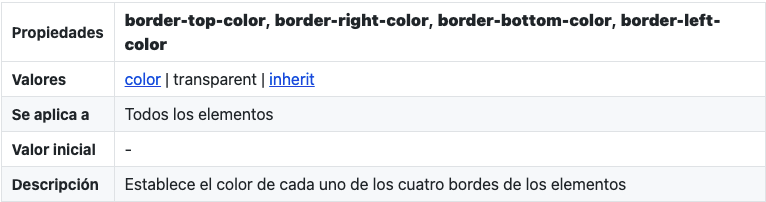 Propiedades border-top-color, border-right-color, border-bottom-color, border-left-
color
Valores color | transparent | inherit
Se aplica a Todos los elementos
Valor inicial -
Descripción Establece el color de cada uno de los cuatro bordes de los elementos